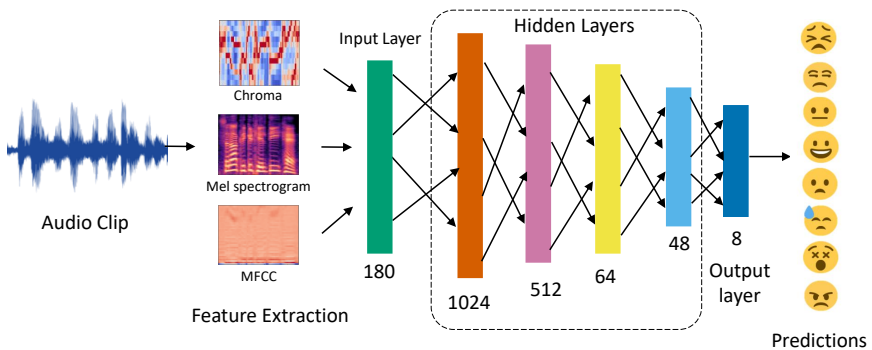 Audio Clip
Chroma
Mel spectrogram
MFCC
Feature Extraction
Input Layer
180
Hidden Layers
1024
512
64
48
8
Output
layer
Predictions